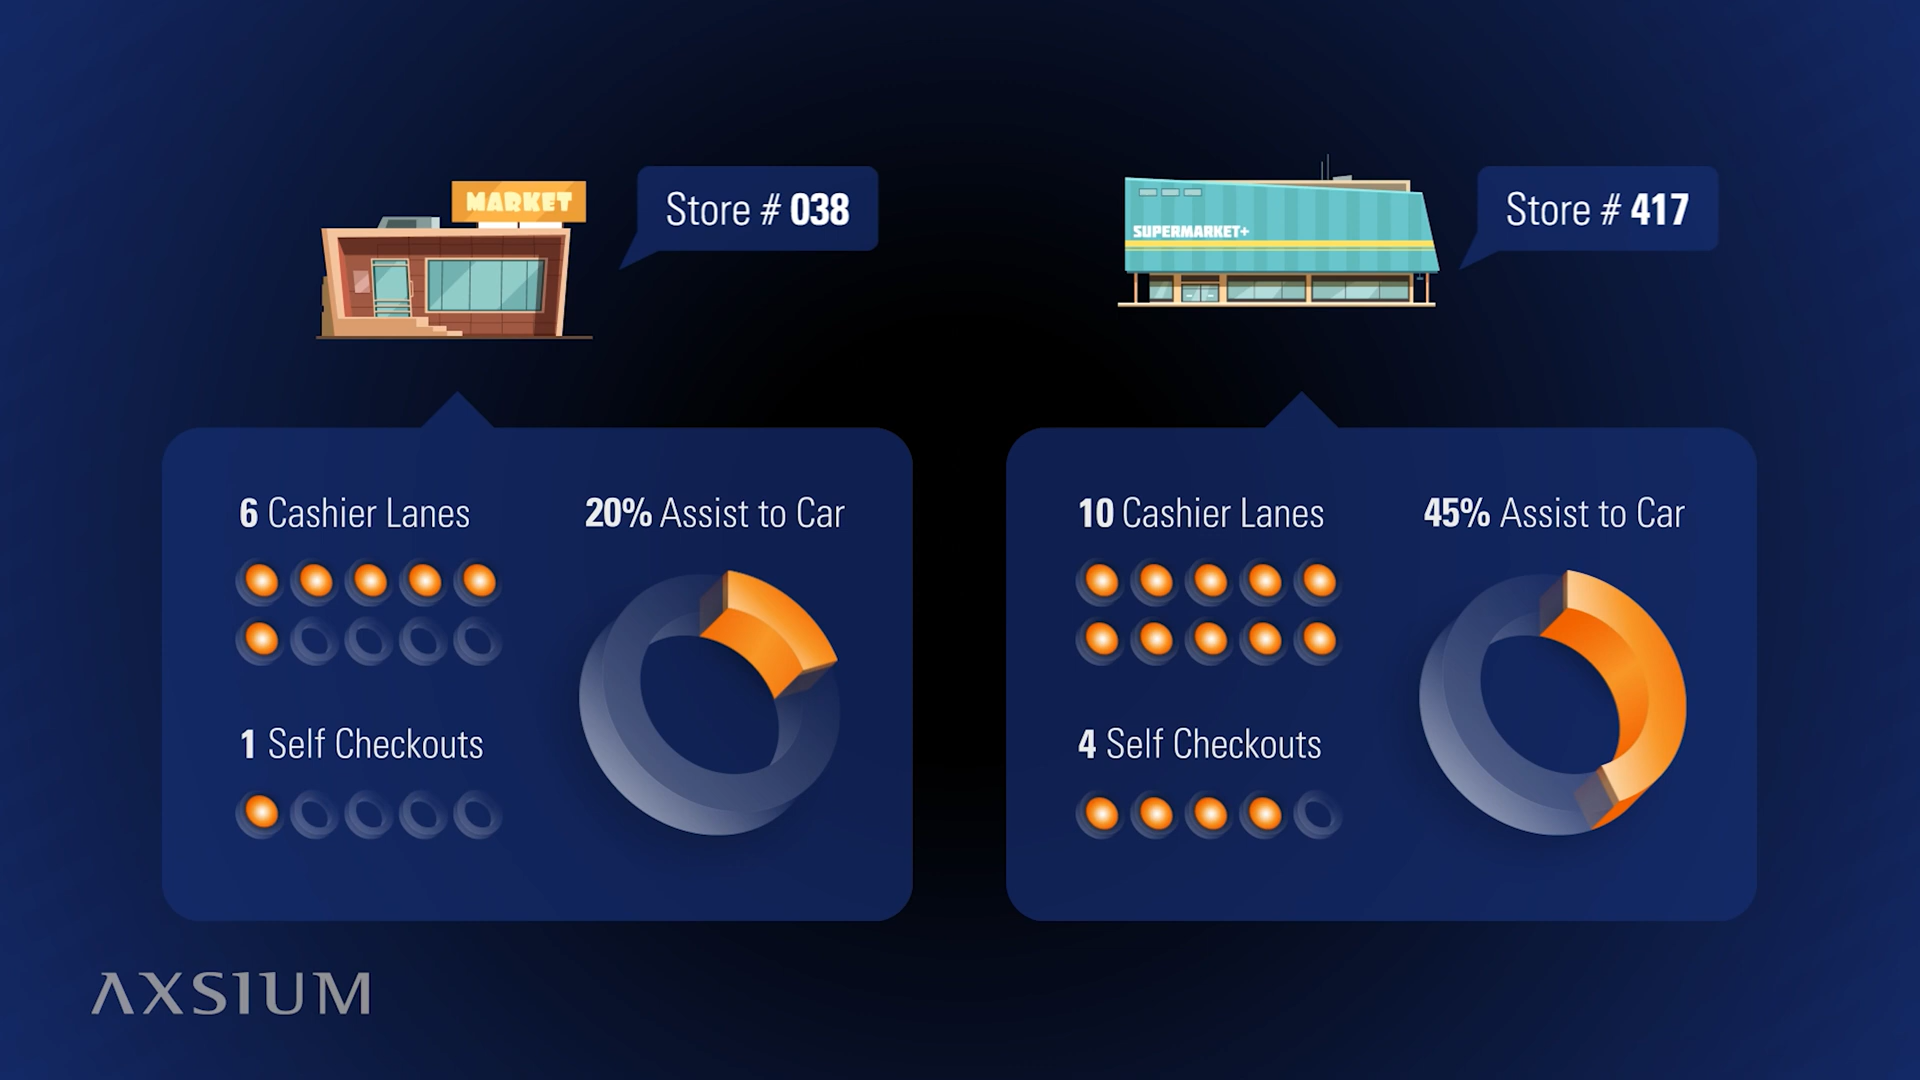 MARKET
Store # 038
SUPERMARKET+
Store # 417
6 Cashier Lanes
20% Assist to Car
1 Self Checkouts
10 Cashier Lanes
45% Assist to Car
4 Self Checkouts
AXSIUM